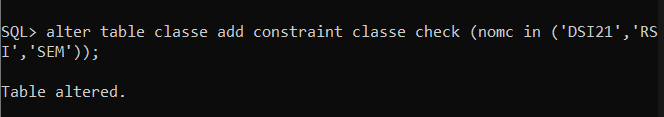 SQL> alter table classe add constraint classe check (nomc in ('DSI21','RS
I','SEM'));
Table altered.